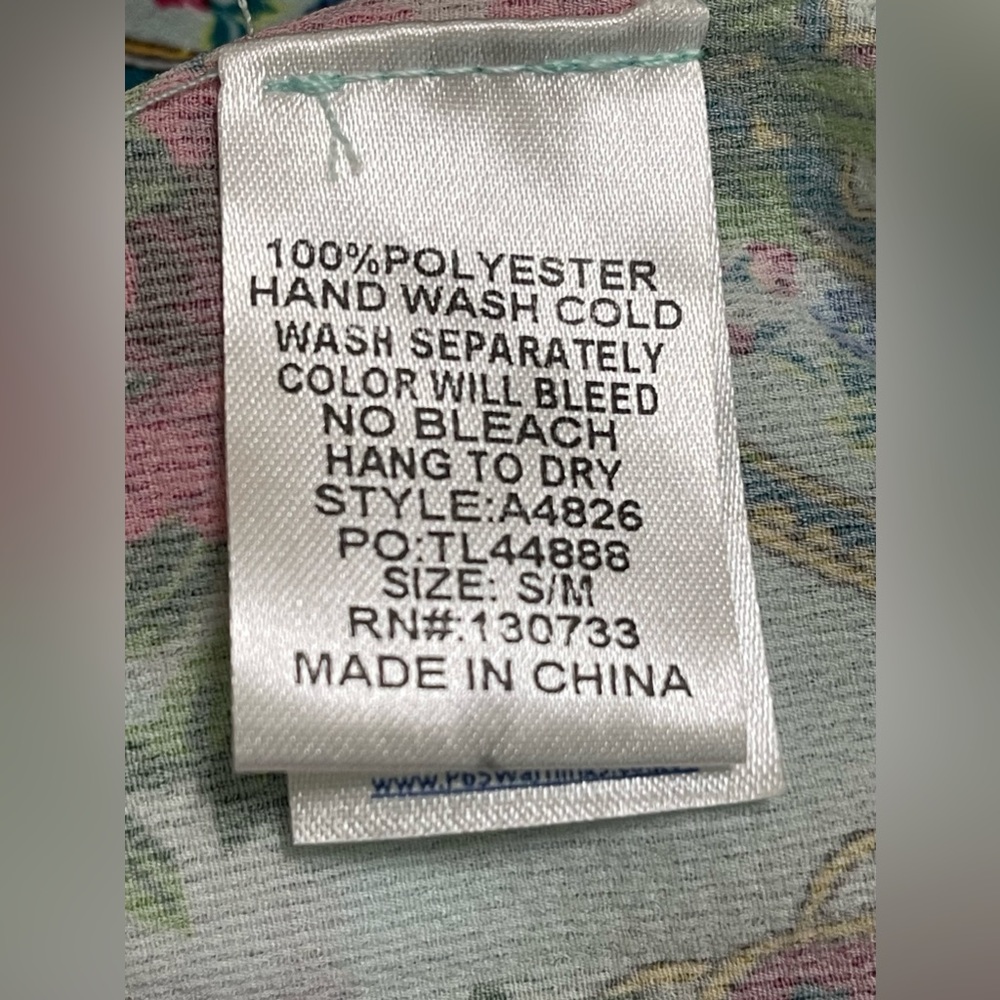 100%POLYESTER
HAND WASH COLD
WASH SEPARATELY
COLOR WILL BLEED
NO BLEACH
HANG TO DRY
STYLE:A4826
PO:TL44888
SIZE: S/M
RN#:130733
MADE IN CHINA